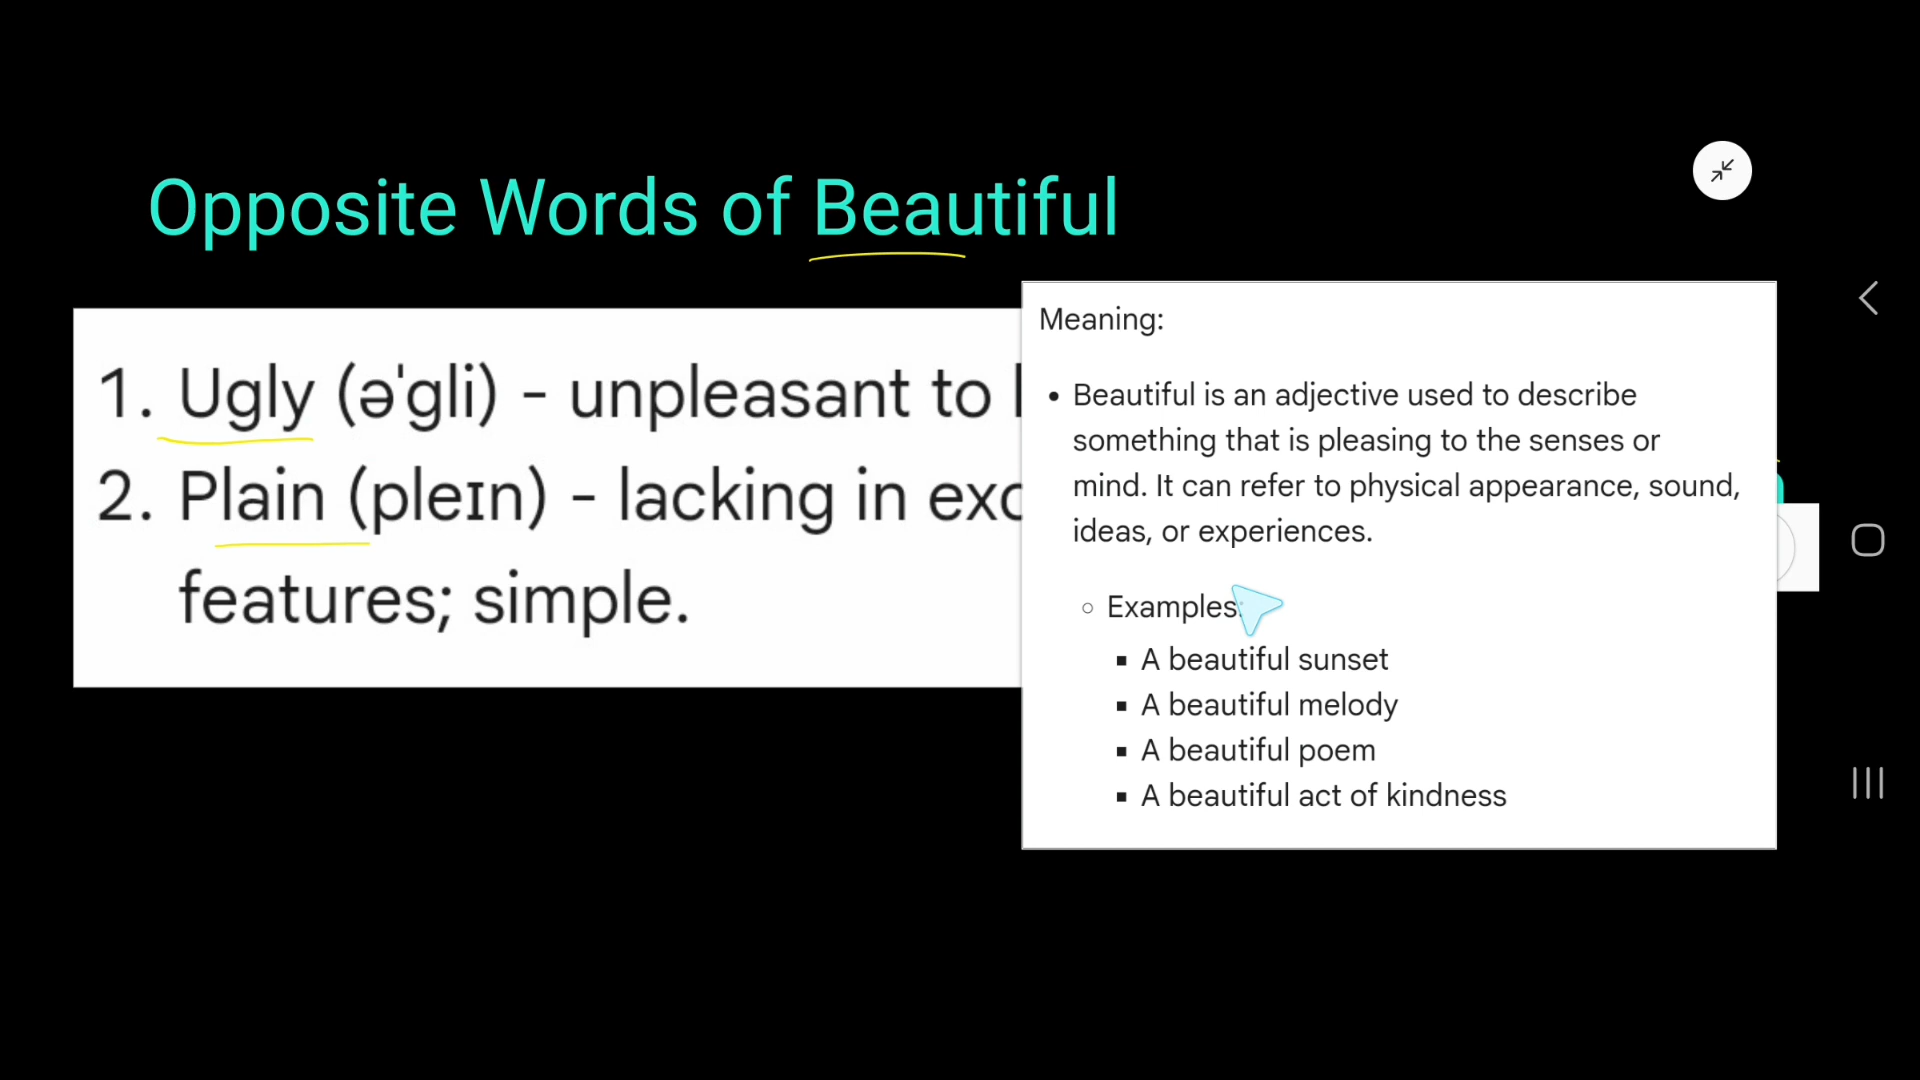 Opposite Words of Beautiful
1. Ugly (ə'gli) - unpleasant to
2. Plain (pleɪn) - lacking in
features; simple.
Meaning:
• Beautiful is an adjective used to describe
something that is pleasing to the senses or
mind. It can refer to physical appearance, sound,
ideas, or experiences.
○ Examples:
▪ A beautiful sunset
▪ A beautiful melody
▪ A beautiful poem
▪ A beautiful act of kindness